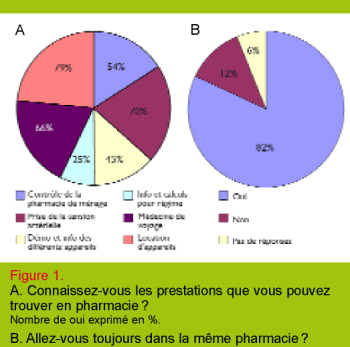 A
B
79%
54%
70%
45%
25%
66%
6%
12%
82%
Contrôle de la
pharmacie de ménage
Prise de la tension
artérielle
Démo et info des
différents appareils
Info et calculs
pour régime
Médecine de
voyage
Location
d'appareils
Oui
Non
Pas de réponses
Figure 1.
A. Connaissez-vous les prestations que vous pouvez
trouver en pharmacie ?
Nombre de oui exprimé en %.
B. Allez-vous toujours dans la même pharmacie ?